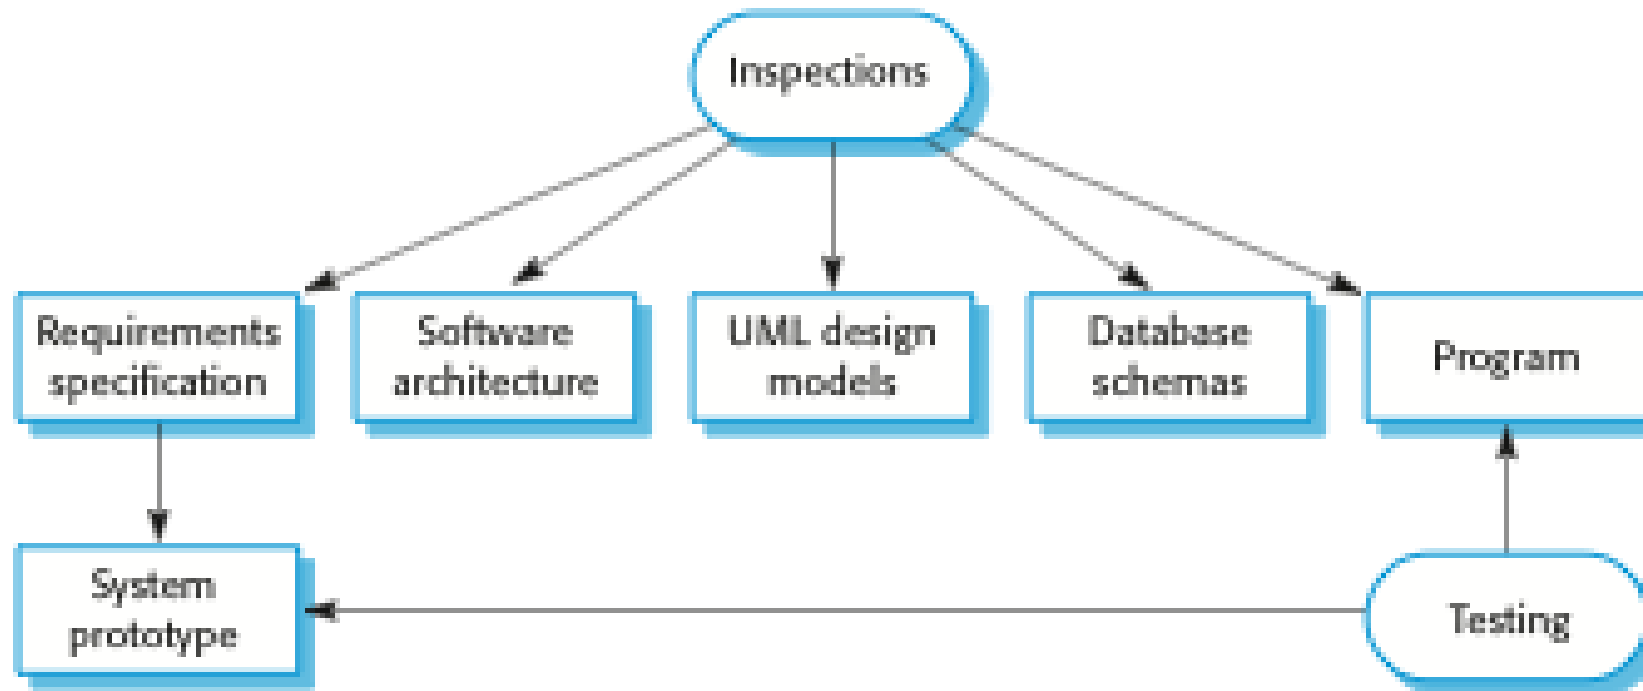 Inspections
Requirements
specification
Software
architecture
UML design
models
Database
schemas
Program
System
prototype
Testing